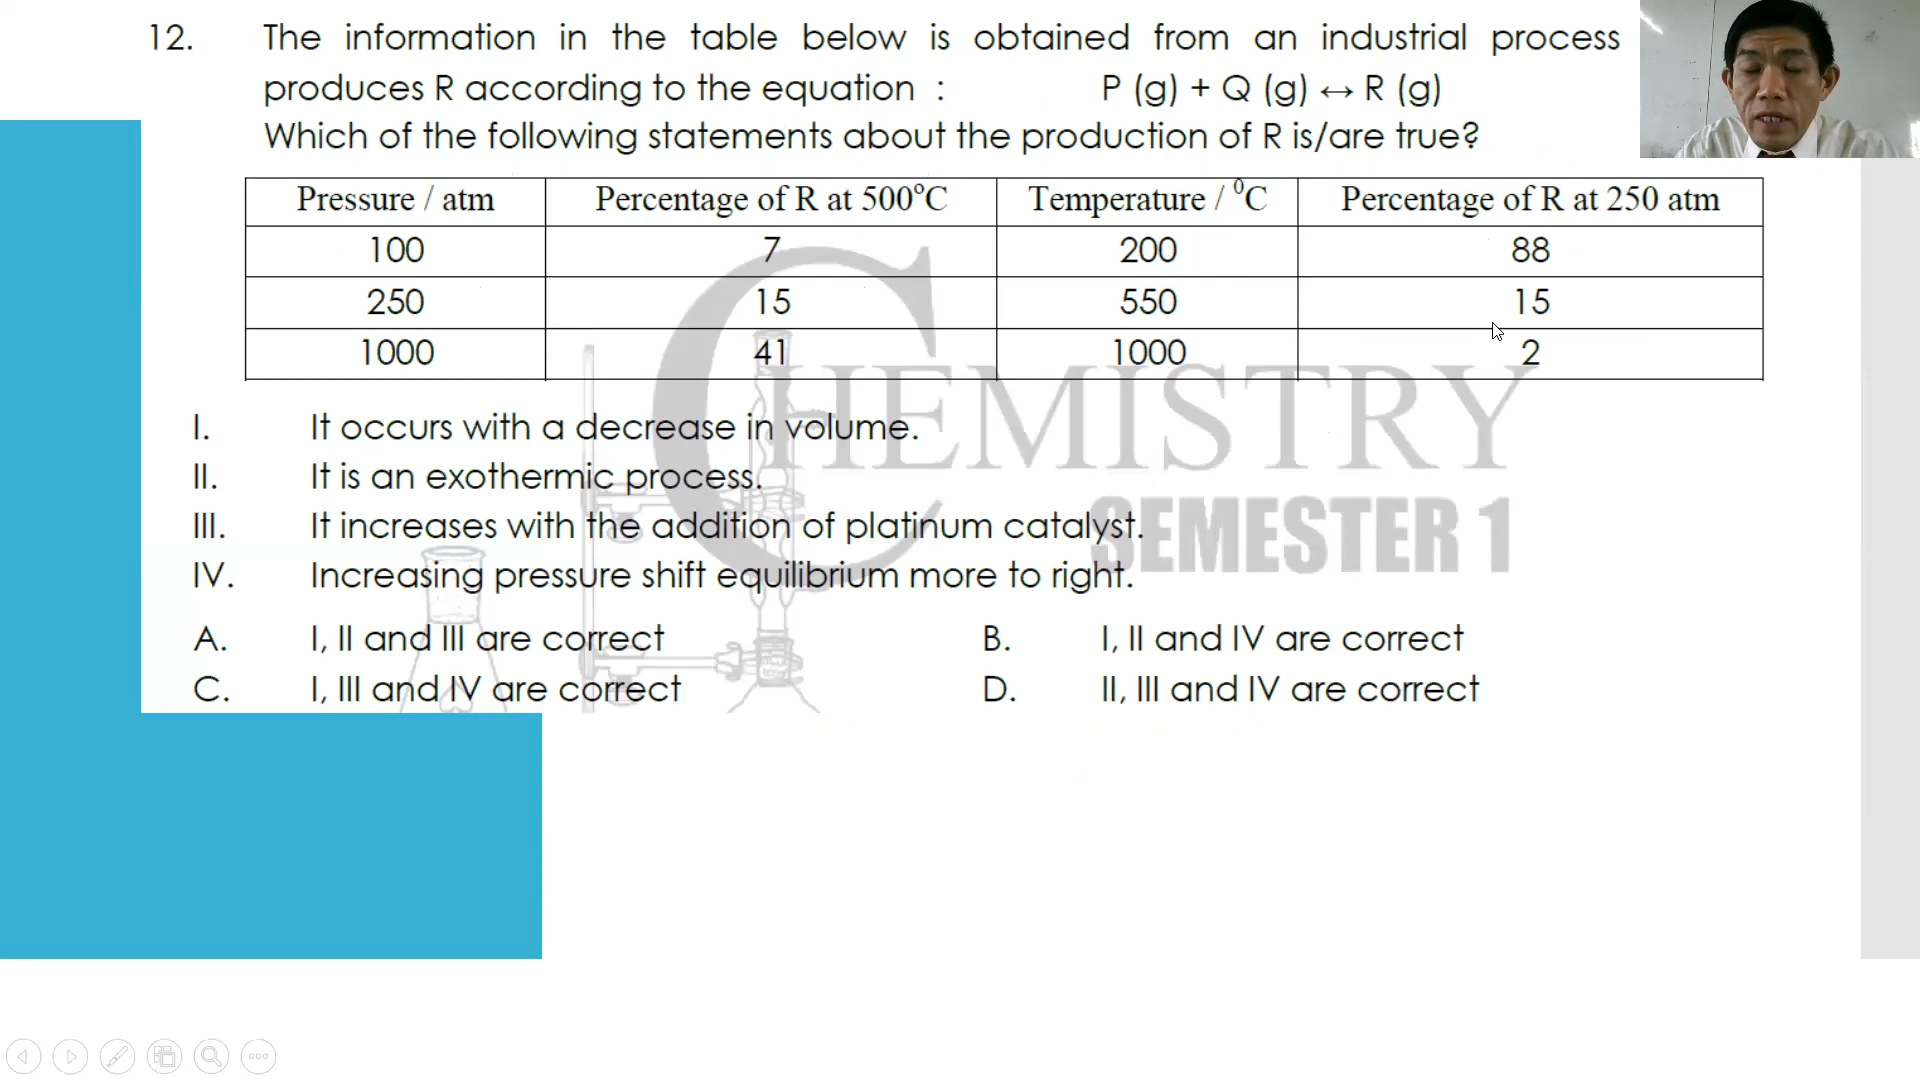 12. The information in the table below is obtained from an industrial process
produces R according to the equation : P (g) + Q (g) ↔ R (g)
Which of the following statements about the production of R is/are true?
Pressure / atm Percentage of R at 500°C Temperature / ⁰C Percentage of R at 250 atm
100 7 200 88
250 15 550 15
1000 41 1000 2
I. It occurs with a decrease in volume.
II. It is an exothermic process.
III. It increases with the addition of platinum catalyst.
IV. Increasing pressure shift equilibrium more to right.
A. I, II and III are correct B. I, II and IV are correct
C. I, III and IV are correct D. II, III and IV are correct
CHEMISTRY
SEMESTER 1